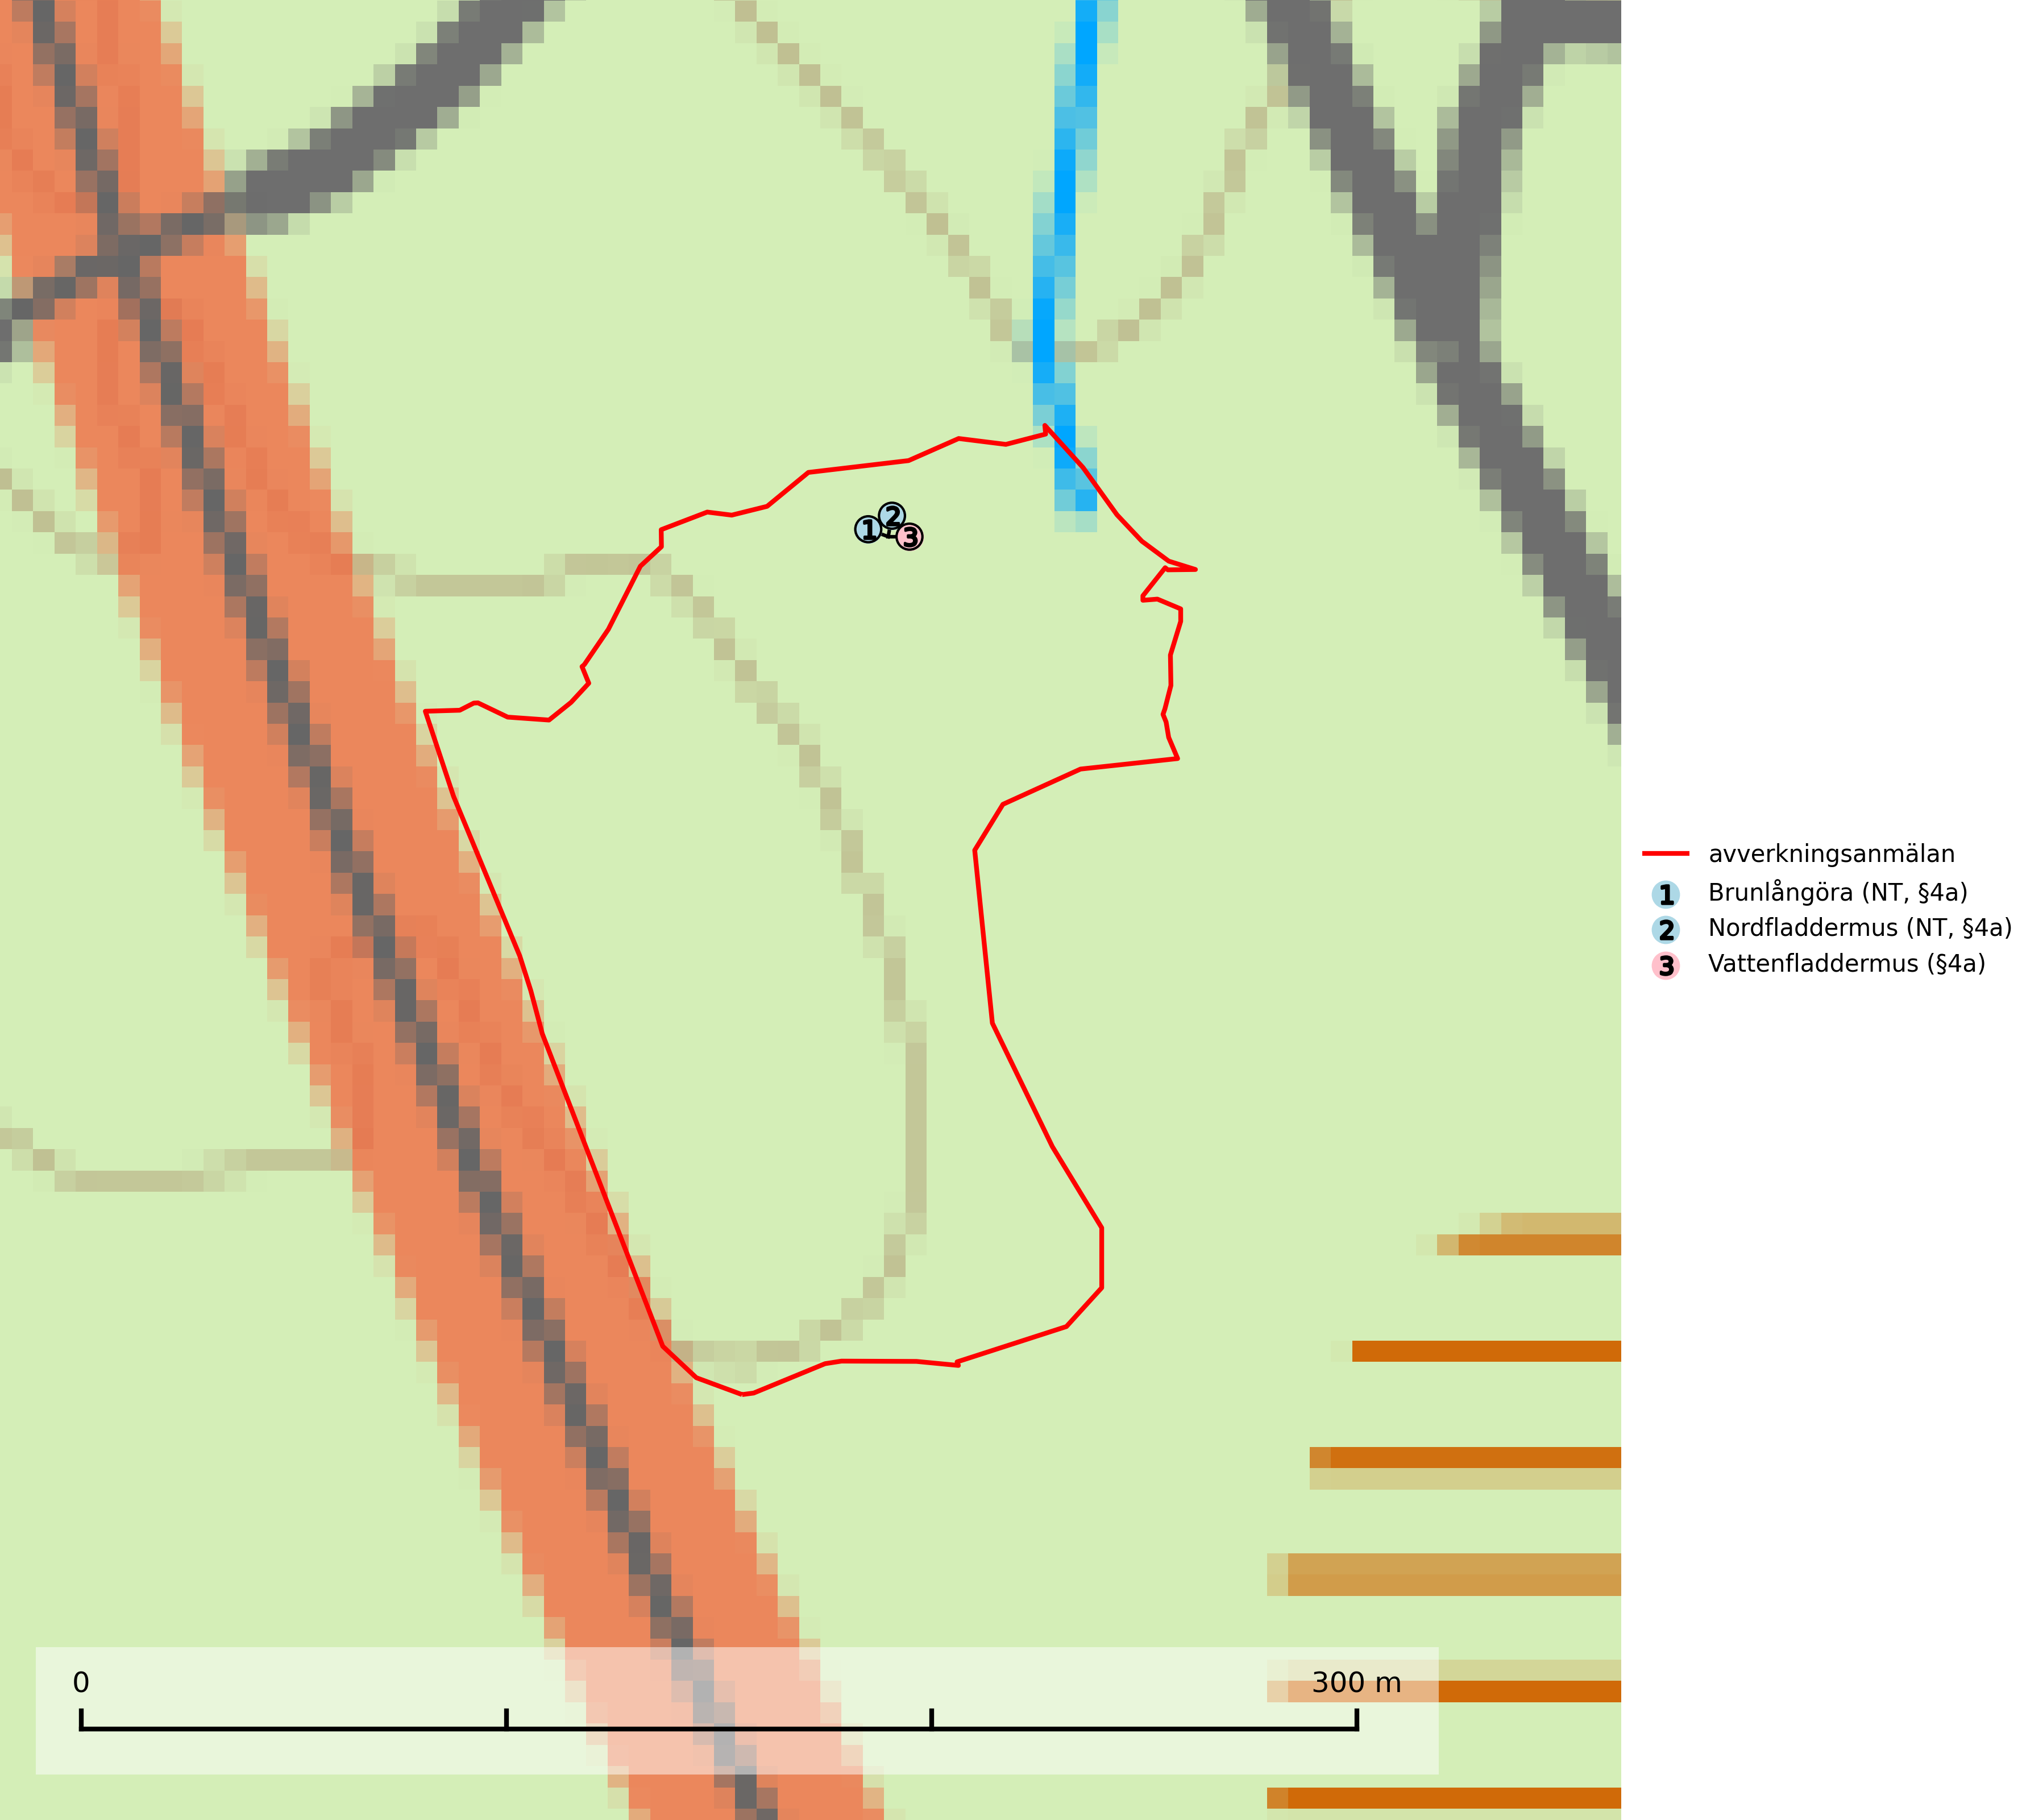 1
2
3
avverkningsanmälan
1 Brunlångöra (NT, §4a)
2 Nordfladdermus (NT, §4a)
3 Vattenfladdermus (§4a)
0 300 m